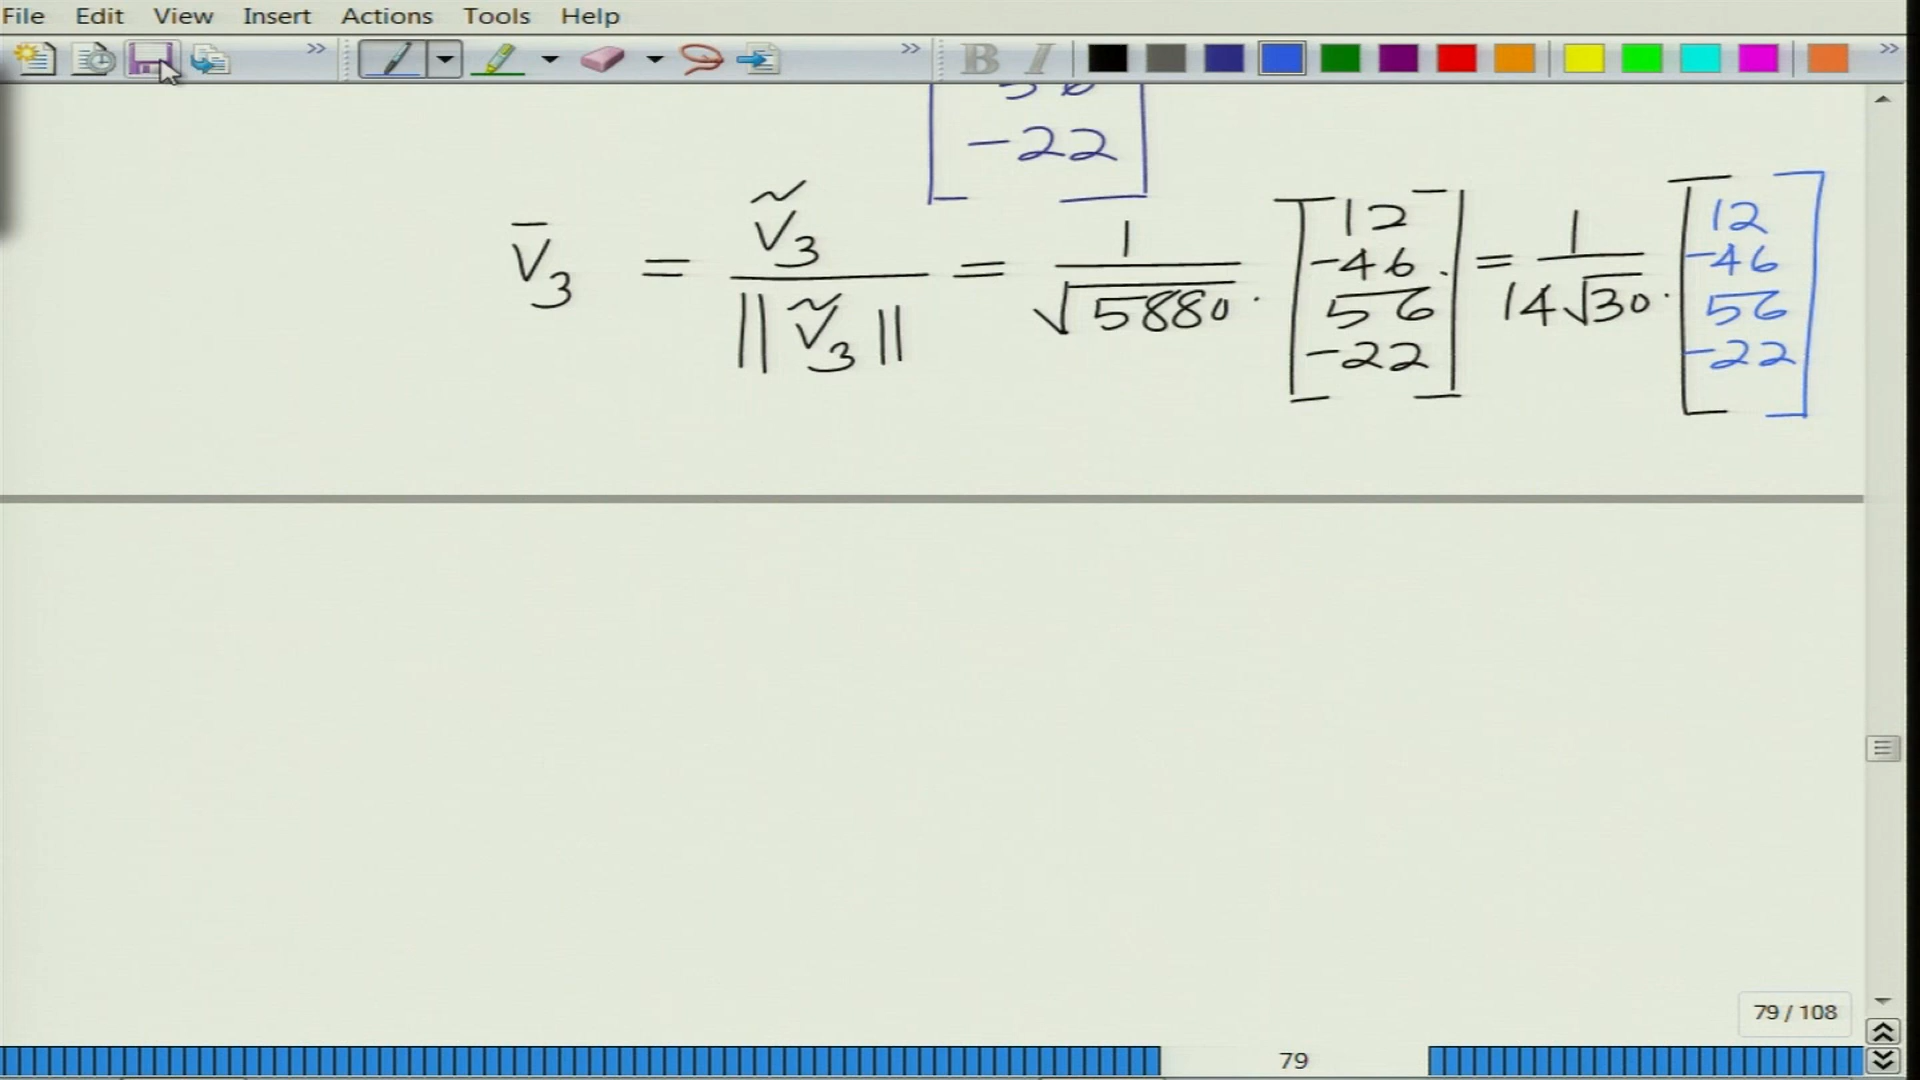 File Edit View Insert Actions Tools Help
B I
-22
V̄₃ = Ṽ₃ / ||Ṽ₃|| = 1/√5880 · [12 -46 56 -22] = 1/14√30 · [12 -46 56 -22]
79 / 108
79